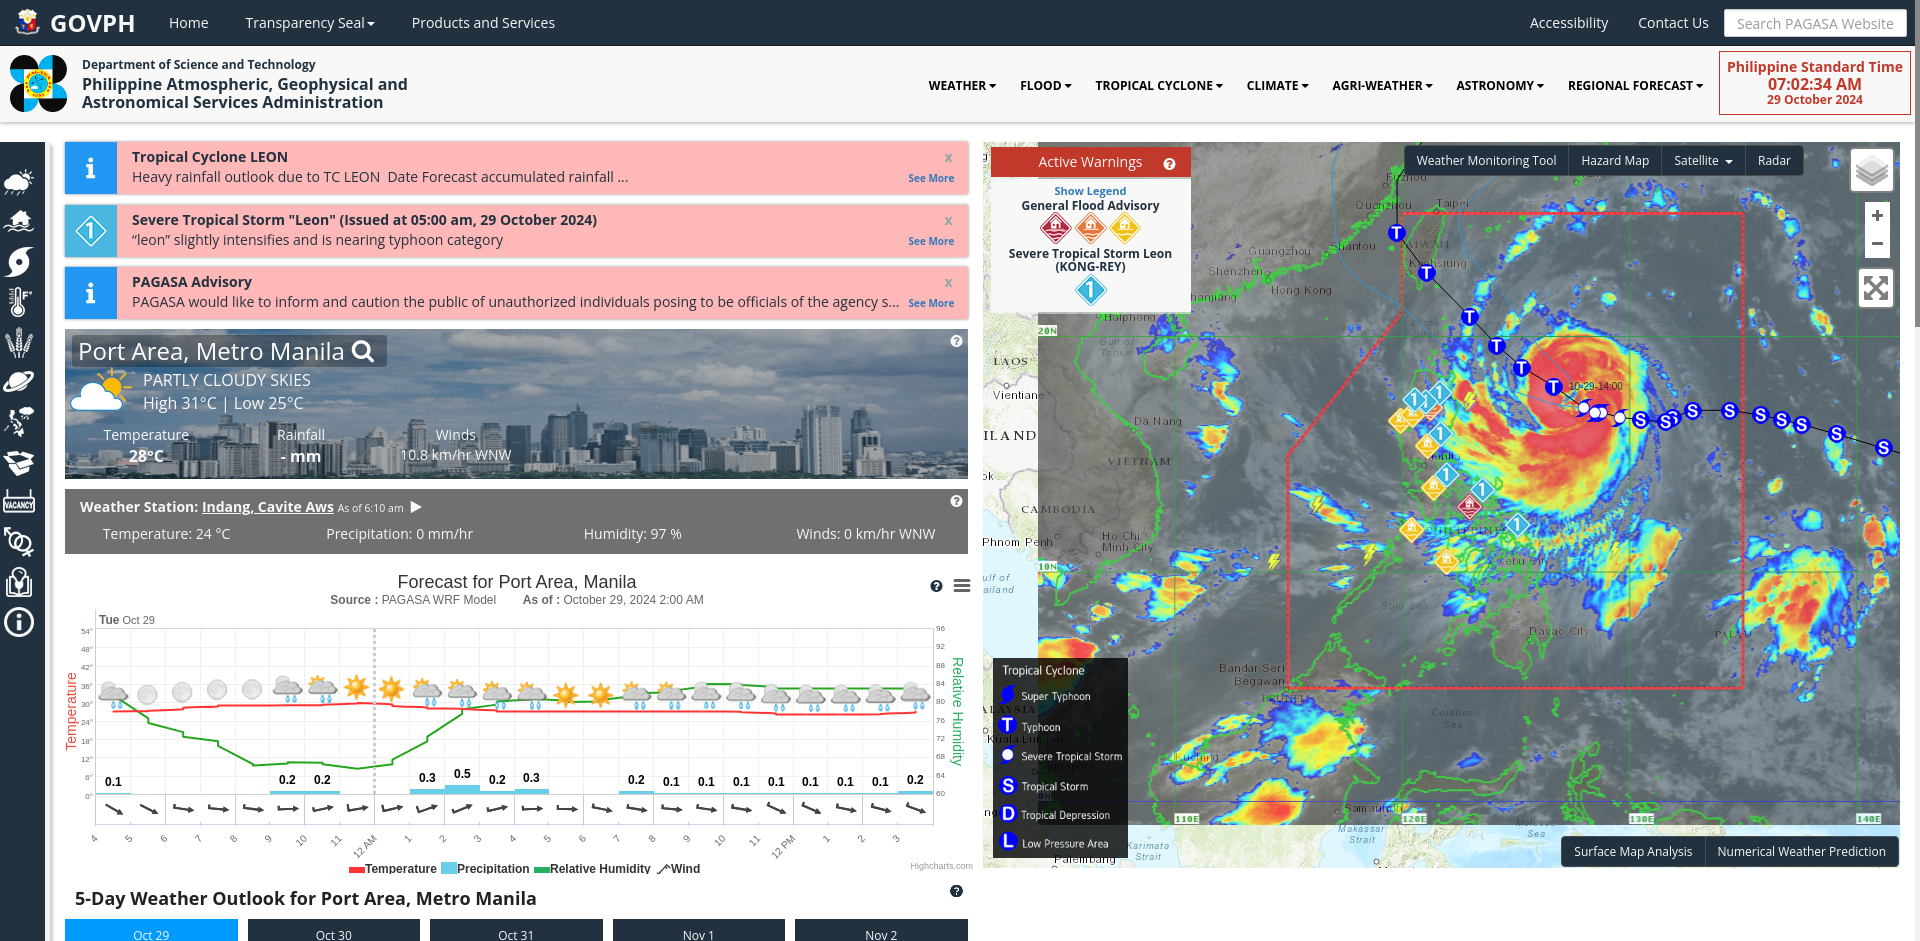 GOVPH
Home
Transparency Seal
Products and Services
Accessibility
Contact Us
Search PAGASA Website
Department of Science and Technology
Philippine Atmospheric, Geophysical and
Astronomical Services Administration
WEATHER
FLOOD
TROPICAL CYCLONE
CLIMATE
AGRI-WEATHER
ASTRONOMY
REGIONAL FORECAST
Philippine Standard Time
07:02:34 AM
29 October 2024
Tropical Cyclone LEON
x
Heavy rainfall outlook due to TC LEON Date Forecast accumulated rainfall ...
See More
1
Severe Tropical Storm "Leon" (Issued at 05:00 am, 29 October 2024)
x
“leon” slightly intensifies and is nearing typhoon category
See More
PAGASA Advisory
x
PAGASA would like to inform and caution the public of unauthorized individuals posing to be officials of the agency s...
See More
VACANCY
Port Area, Metro Manila
PARTLY CLOUDY SKIES
High 31°C | Low 25°C
Temperature
28°C
Rainfall
- mm
Winds
10.8 km/hr WNW
Weather Station: Indang, Cavite Aws As of 6:10 am
Temperature: 24 °C
Precipitation: 0 mm/hr
Humidity: 97 %
Winds: 0 km/hr WNW
Forecast for Port Area, Manila
Source : PAGASA WRF Model As of : October 29, 2024 2:00 AM
Tue Oct 29
54°
48°
42°
36°
30°
24°
18°
12°
6°
0°
Temperature
96
92
88
84
80
76
72
68
64
60
Relative Humidity
0.1
0.2
0.2
0.3
0.5
0.2
0.3
0.2
0.1
0.1
0.1
0.1
0.1
0.1
0.1
0.2
4
5
6
7
8
9
10
11
12 AM
1
2
3
4
5
6
7
8
9
10
11
12 PM
1
2
3
Temperature
Precipitation
Relative Humidity
Wind
Highcharts.com
5-Day Weather Outlook for Port Area, Metro Manila
Oct 29
Oct 30
Oct 31
Nov 1
Nov 2
Active Warnings
Show Legend
General Flood Advisory
Severe Tropical Storm Leon
(KONG-REY)
1
Weather Monitoring Tool
Hazard Map
Satellite
Radar
+
−
Fuzhou
Quanzhou
Taipei
Guangzhou
Shantou
Shenzhen
Hong Kong
Haiphong
Gulf of
Tonkin
20N
LAOS
Vientiane
Da Nang
VIETNAM
CAMBODIA
Ho Chi
Minh City
Phnom Penh
10N
10-29-14:00
Manila
PHILIPPINES
Cebu City
Sulu Sea
Davao City
PALAU
Bandar Seri
Begawan
BRUNEI
Celebes
Sea
Kuching
Samarinda
110E
120E
130E
140E
Makassar
Strait
Karimata
Strait
Palembang
Tropical Cyclone
Super Typhoon
T Typhoon
Severe Tropical Storm
S Tropical Storm
D Tropical Depression
L Low Pressure Area
Surface Map Analysis
Numerical Weather Prediction